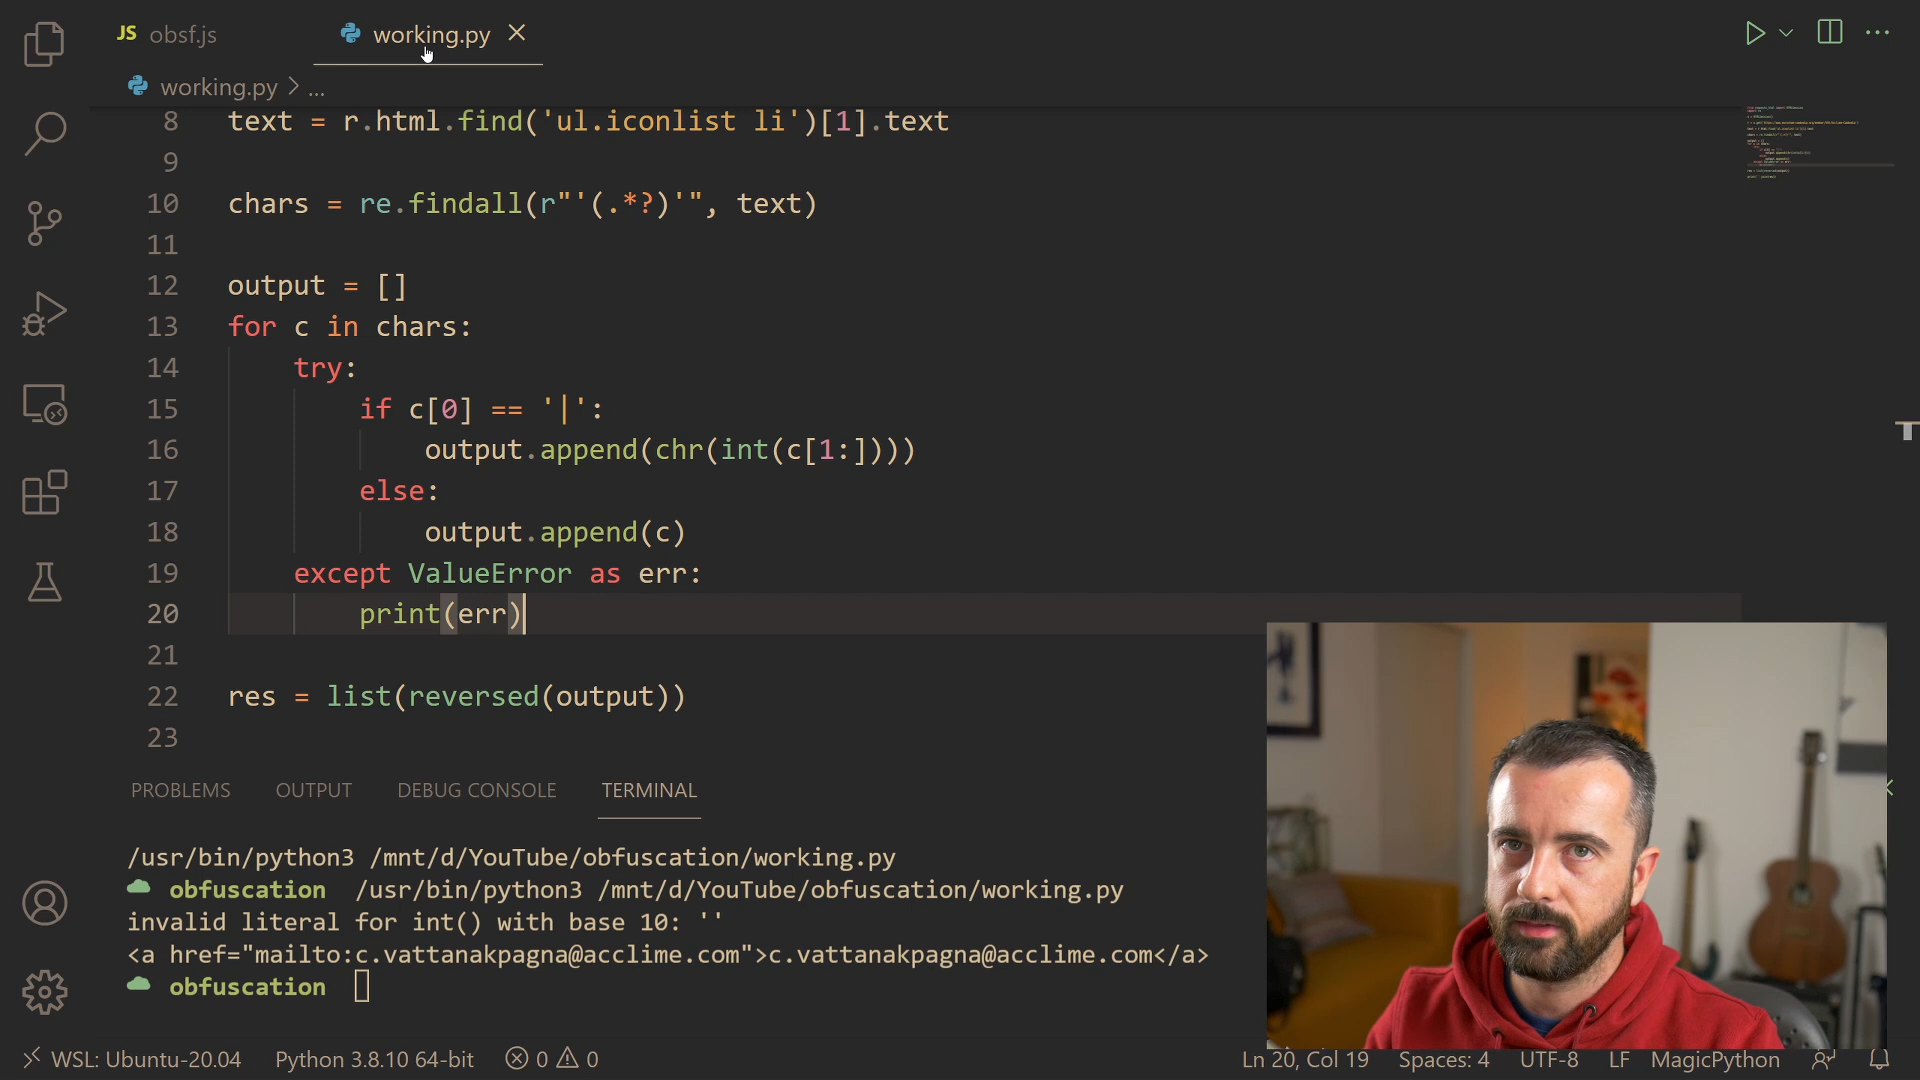 JS obsf.js
working.py
working.py > ...
8 text = r.html.find('ul.iconlist li')[1].text
9
10 chars = re.findall(r"'(.*?)'", text)
11
12 output = []
13 for c in chars:
14 try:
15 if c[0] == '|':
16 output.append(chr(int(c[1:])))
17 else:
18 output.append(c)
19 except ValueError as err:
20 print(err)
21
22 res = list(reversed(output))
23
PROBLEMS OUTPUT DEBUG CONSOLE TERMINAL
/usr/bin/python3 /mnt/d/YouTube/obfuscation/working.py
obfuscation /usr/bin/python3 /mnt/d/YouTube/obfuscation/working.py
invalid literal for int() with base 10: ''
<a href="mailto:c.vattanakpagna@acclime.com">c.vattanakpagna@acclime.com</a>
obfuscation
WSL: Ubuntu-20.04 Python 3.8.10 64-bit 0 0 Ln 20, Col 19 Spaces: 4 UTF-8 LF MagicPython